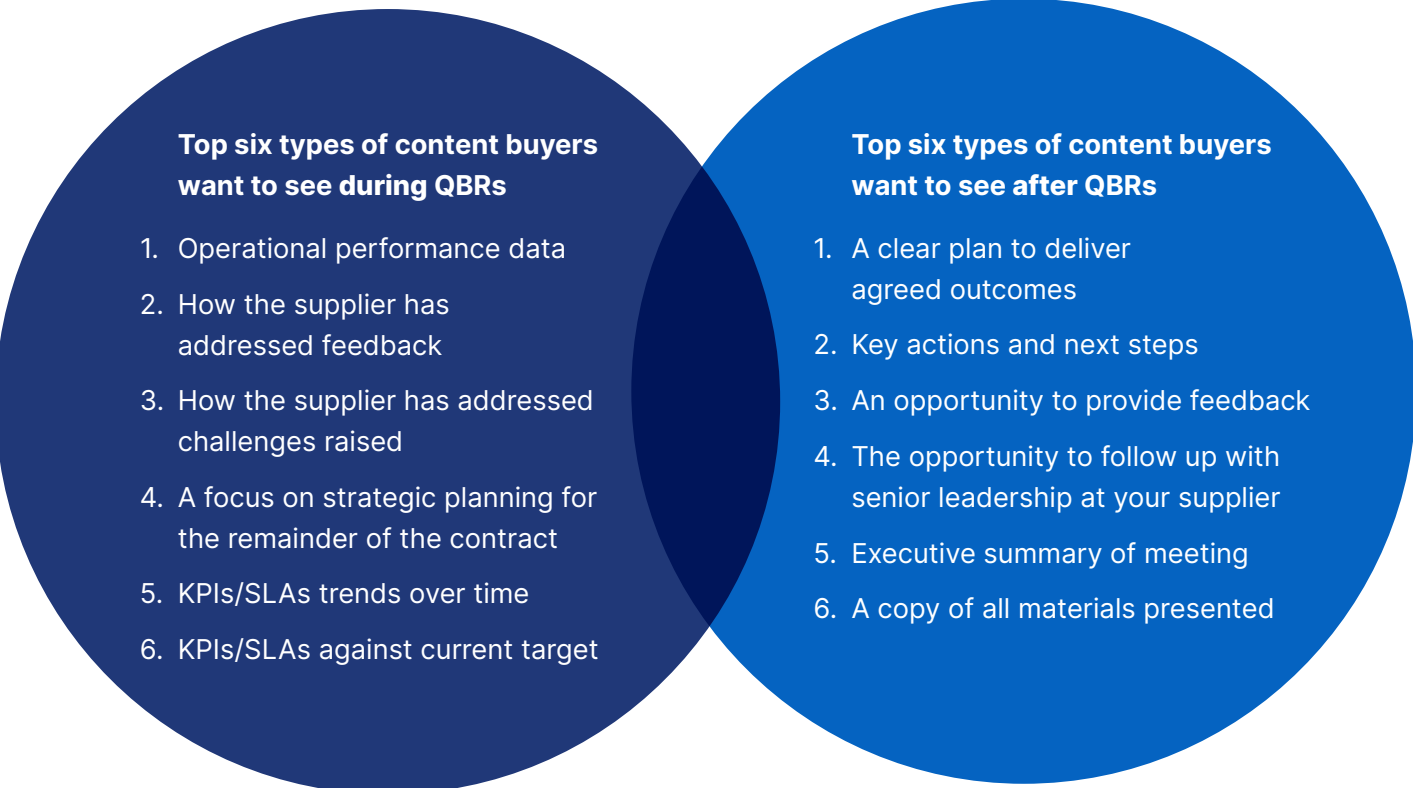 Top six types of content buyers
want to see during QBRs
1. Operational performance data
2. How the supplier has
addressed feedback
3. How the supplier has addressed
challenges raised
4. A focus on strategic planning for
the remainder of the contract
5. KPIs/SLAs trends over time
6. KPIs/SLAs against current target
Top six types of content buyers
want to see after QBRs
1. A clear plan to deliver
agreed outcomes
2. Key actions and next steps
3. An opportunity to provide feedback
4. The opportunity to follow up with
senior leadership at your supplier
5. Executive summary of meeting
6. A copy of all materials presented